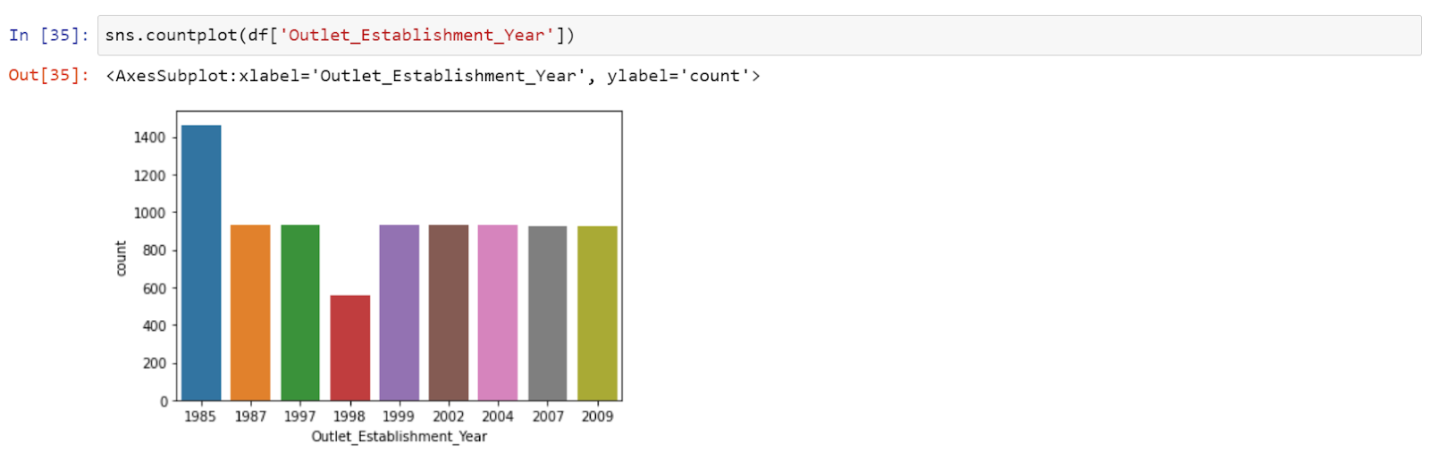 In [35]: sns.countplot(df['Outlet_Establishment_Year'])
Out[35]: <AxesSubplot:xlabel='Outlet_Establishment_Year', ylabel='count'>
1400
1200
1000
800
600
400
200
0
count
1985 1987 1997 1998 1999 2002 2004 2007 2009
Outlet_Establishment_Year